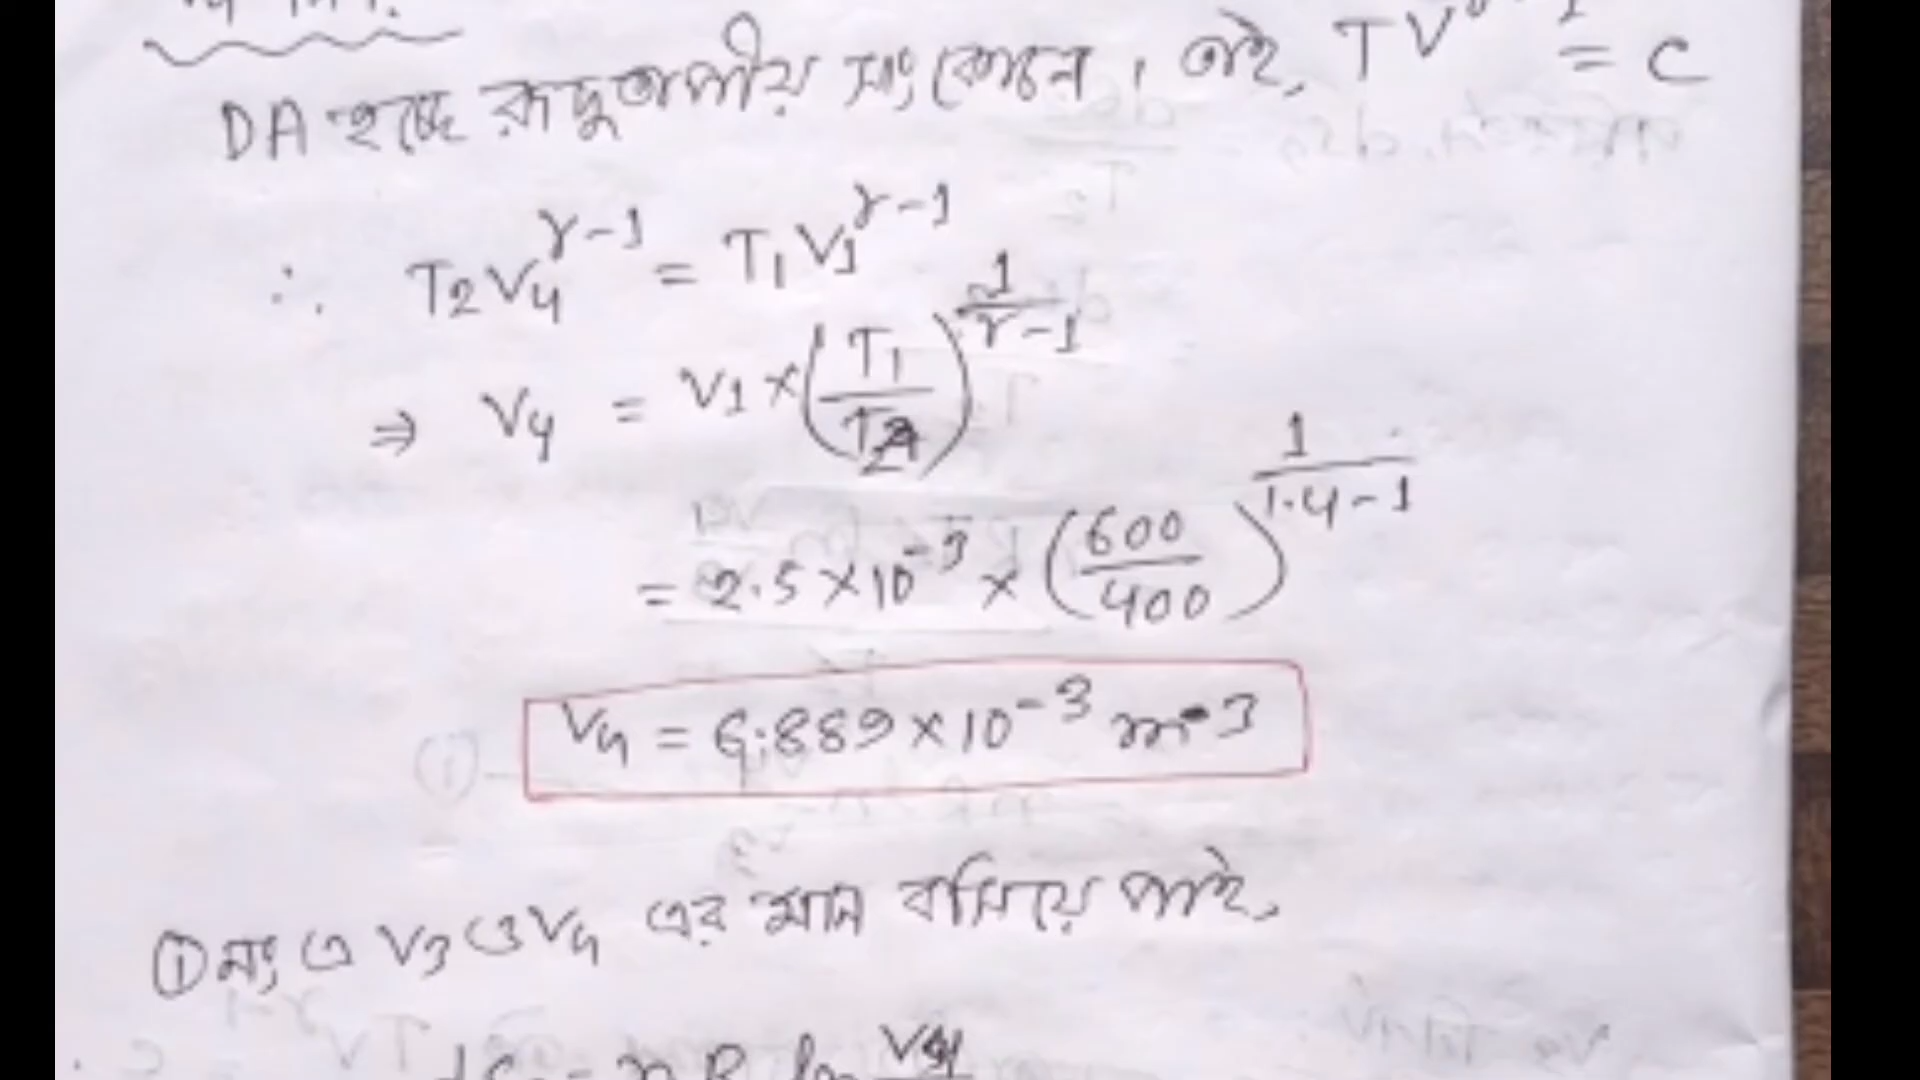 DA হচ্ছে রূদ্ধতাপীয় সংকোচন, তাই, TV^γ-1 = C
∴ T₂V₄^γ-1 = T₁V₁^γ-1
⇒ V₄ = V₁ × (T₁/T₂)^1/γ-1
= 2.5 × 10^-3 × (600/400)^1/1.4-1
V₄ = 6.889 × 10^-3 m^3
① নং এ V₃ ও V₄ এর মান বসিয়ে পাই,